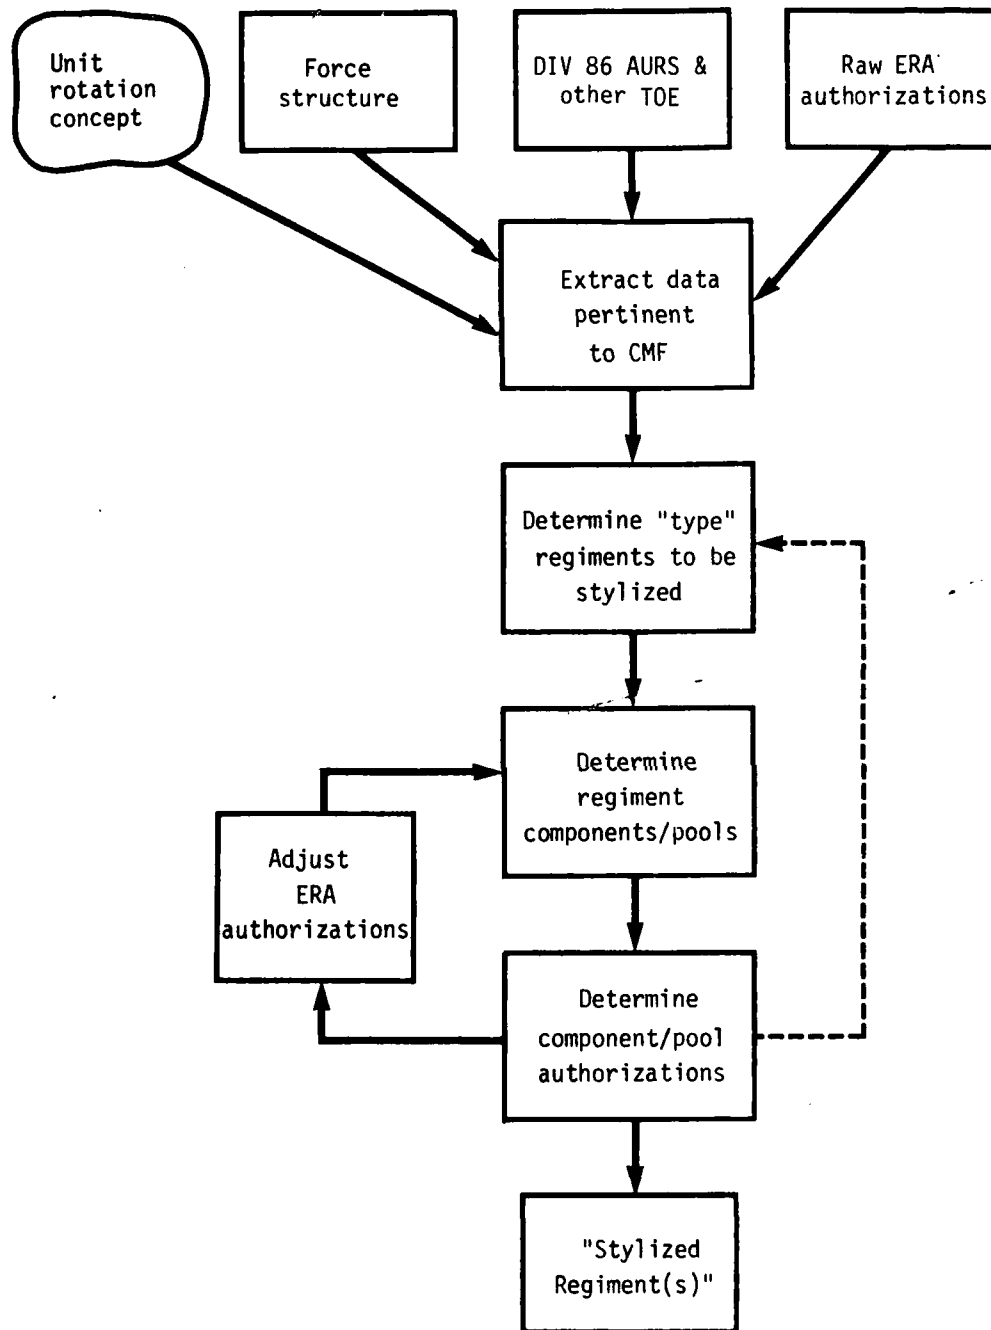 Unit
rotation
concept
Force
structure
DIV 86 AURS &
other TOE
Raw ERA
authorizations
Extract data
pertinent
to CMF
Determine "type"
regiments to be
stylized
Determine
regiment
components/pools
Adjust
ERA
authorizations
Determine
component/pool
authorizations
"Stylized
Regiment(s)"